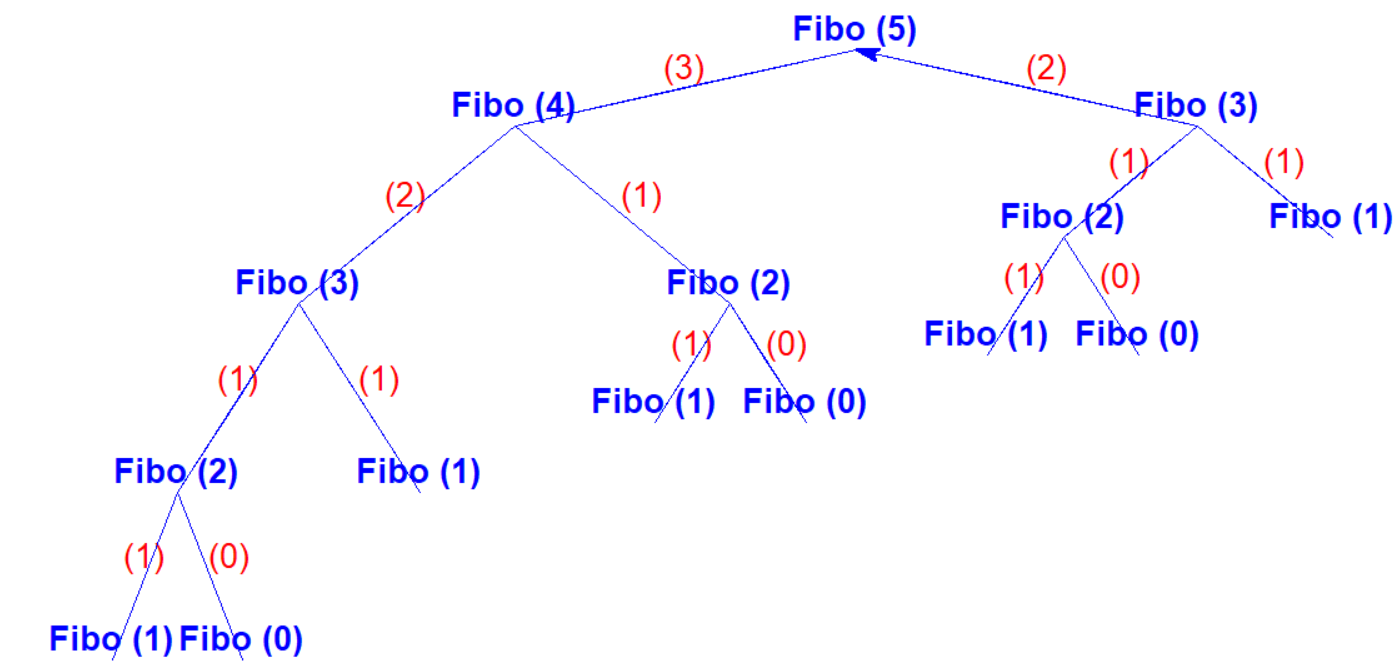 Fibo (5)
(3) (2)
Fibo (4) Fibo (3)
(1) (1)
(2) (1)
Fibo (2) Fibo (1)
Fibo (3) Fibo (2)
(1) (0)
Fibo (1) Fibo (0)
(1) (0)
(1) (1)
Fibo (1) Fibo (0)
Fibo (2) Fibo (1)
(1) (0)
Fibo (1) Fibo (0)